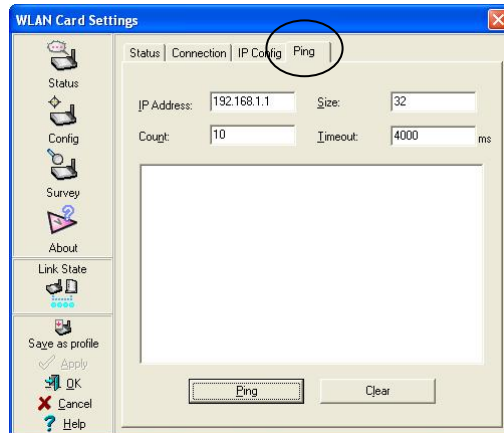 WLAN Card Settings
Status
Config
Survey
About
Link State
Save as profile
Apply
OK
Cancel
Help
Status Connection IP Config Ping
IP Address: 192.168.1.1 Size: 32
Count: 10 Timeout: 4000 ms
Ping Clear